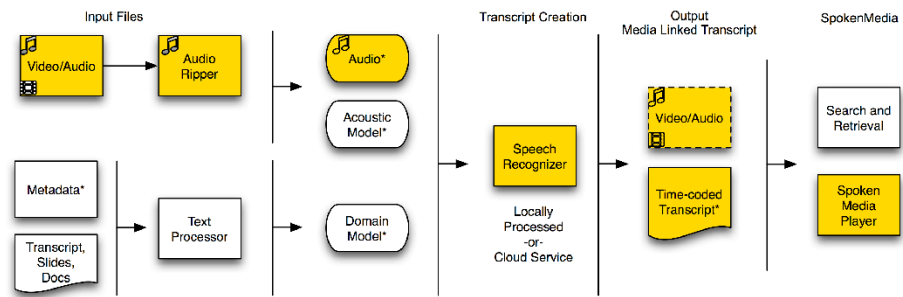 Input Files
Transcript Creation
Output
Media Linked Transcript
SpokenMedia
Video/Audio
Audio
Ripper
Audio*
Acoustic
Model*
Metadata*
Transcript,
Slides,
Docs
Text
Processor
Domain
Model*
Speech
Recognizer
Locally
Processed
-or-
Cloud Service
Video/Audio
Time-coded
Transcript*
Search and
Retrieval
Spoken
Media
Player